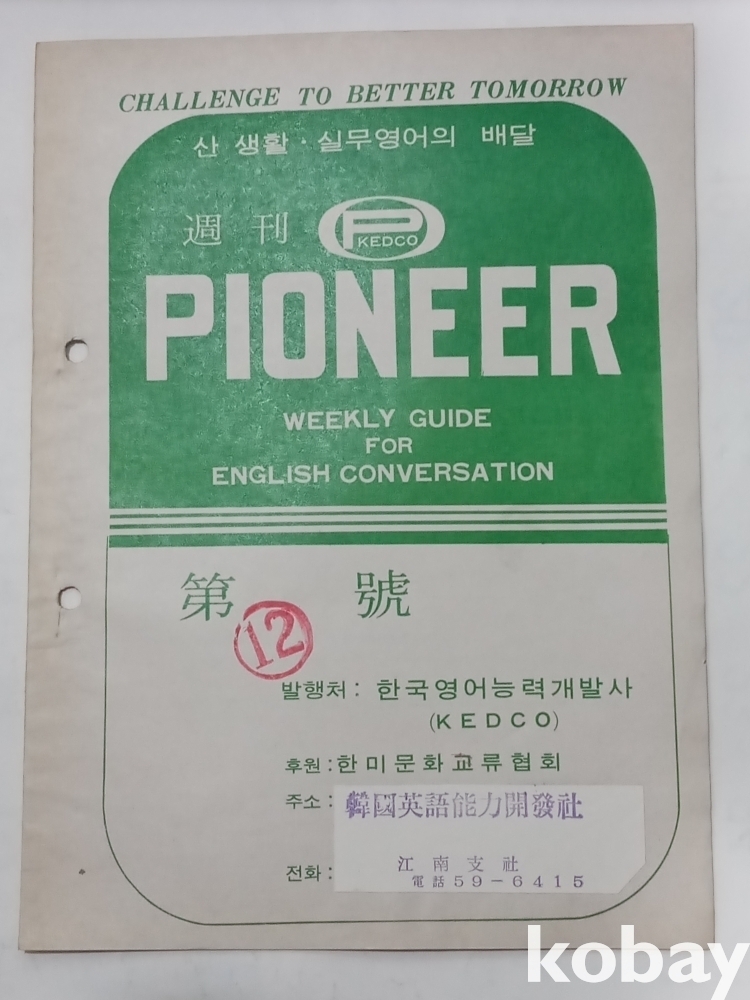 CHALLENGE TO BETTER TOMORROW
산 생활·실무영어의 배달
週刊 P KEDCO
PIONEER
WEEKLY GUIDE
FOR
ENGLISH CONVERSATION
第 12 號
발행처 : 한국영어능력개발사
(KEDCO)
후원 : 한미문화교류협회
주소 : 韓國英語能力開發社
江南支社
전화 : 電話 59-6415
kobay